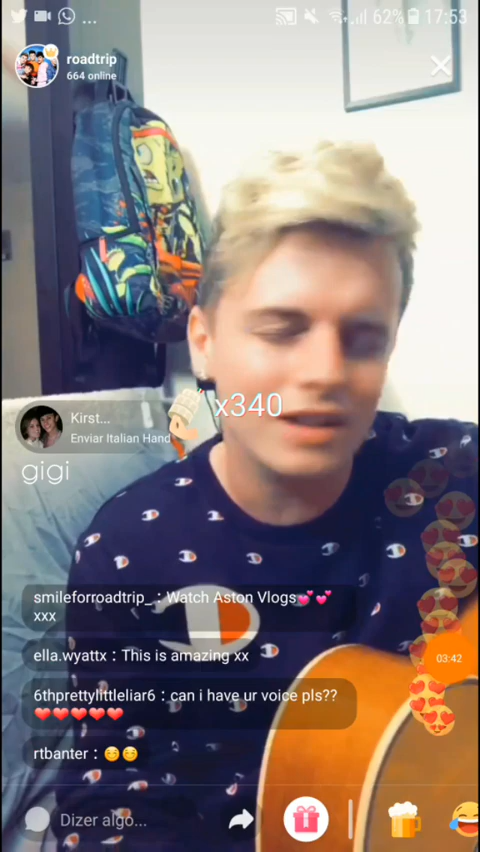 ... 62% 17:53
roadtrip
664 online
x340
Kirst...
Enviar Italian Hand
gigi
smileforroadtrip_ : Watch Aston Vlogs💕💕
xxx
ella.wyattx : This is amazing xx
03:42
6thprettylittleliar6 : can i have ur voice pls??
❤️❤️❤️❤️❤️
rtbanter : ☺️☺️
Dizer algo...